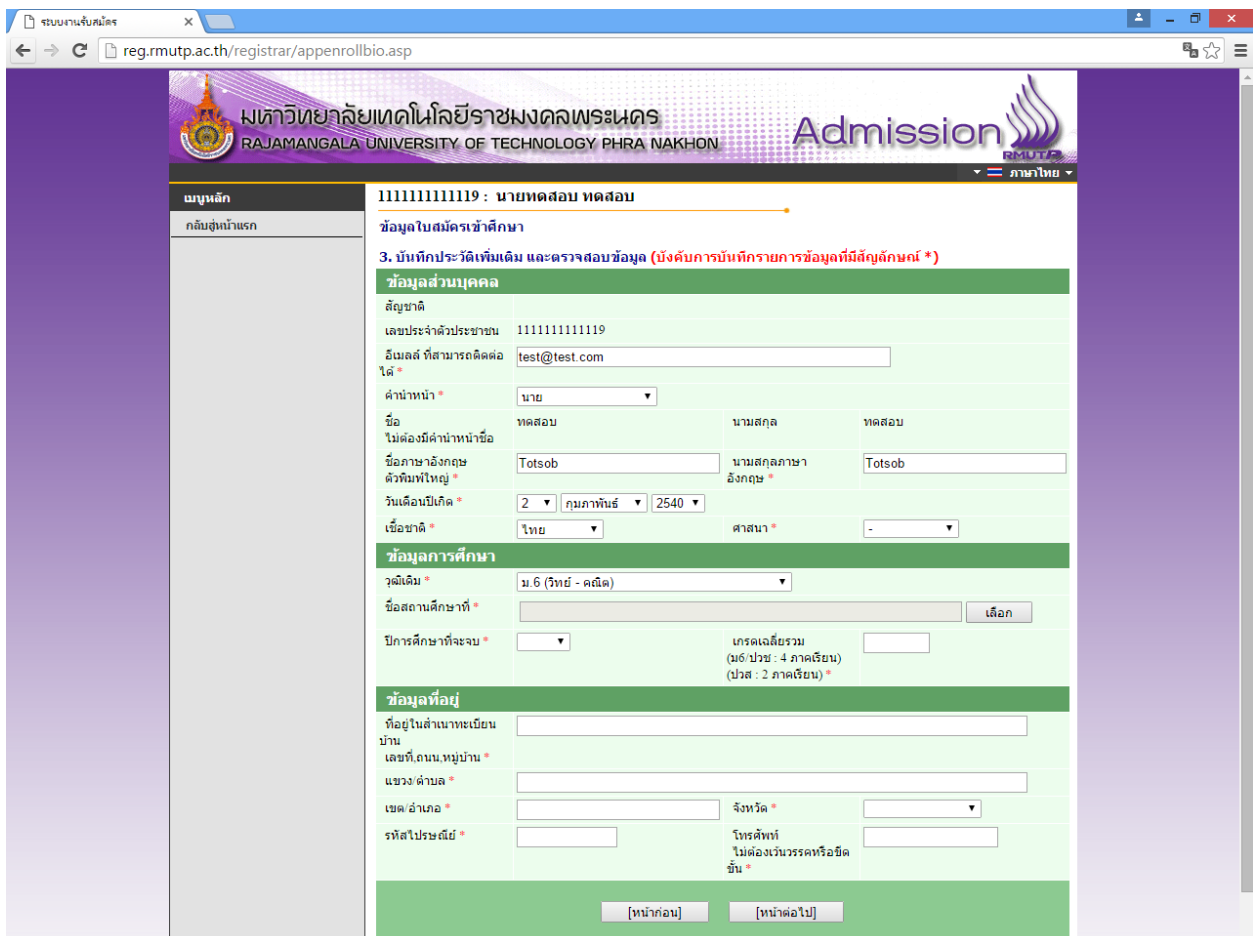 ระบบงานรับสมัคร
reg.rmutp.ac.th/registrar/appenrollbio.asp
มหาวิทยาลัยเทคโนโลยีราชมงคลพระนคร
RAJAMANGALA UNIVERSITY OF TECHNOLOGY PHRA NAKHON
Admission
RMUTP
ภาษาไทย
เมนูหลัก
กลับสู่หน้าแรก
1111111111119 : นายทดสอบ ทดสอบ
ข้อมูลใบสมัครเข้าศึกษา
3. บันทึกประวัติเพิ่มเติม และตรวจสอบข้อมูล (บังคับการบันทึกรายการข้อมูลที่มีสัญลักษณ์ *)
ข้อมูลส่วนบุคคล
สัญชาติ
เลขประจำตัวประชาชน 1111111111119
อีเมลล์ ที่สามารถติดต่อ test@test.com
ได้ *
คำนำหน้า * นาย
ชื่อ ทดสอบ นามสกุล ทดสอบ
ไม่ต้องมีคำนำหน้าชื่อ
ชื่อภาษาอังกฤษ Totsob นามสกุลภาษา Totsob
ตัวพิมพ์ใหญ่ * อังกฤษ *
วันเดือนปีเกิด * 2 กุมภาพันธ์ 2540
เชื้อชาติ * ไทย ศาสนา * -
ข้อมูลการศึกษา
วุฒิเดิม * ม.6 (วิทย์ - คณิต)
ชื่อสถานศึกษาที่ * เลือก
ปีการศึกษาที่จะจบ * เกรดเฉลี่ยรวม
(ม6/ปวช : 4 ภาคเรียน)
(ปวส : 2 ภาคเรียน) *
ข้อมูลที่อยู่
ที่อยู่ในสำเนาทะเบียน
บ้าน
เลขที่,ถนน,หมู่บ้าน *
แขวง/ตำบล *
เขต/อำเภอ * จังหวัด *
รหัสไปรษณีย์ * โทรศัพท์
ไม่ต้องเว้นวรรคหรือขีด
ขั้น *
[หน้าก่อน] [หน้าต่อไป]